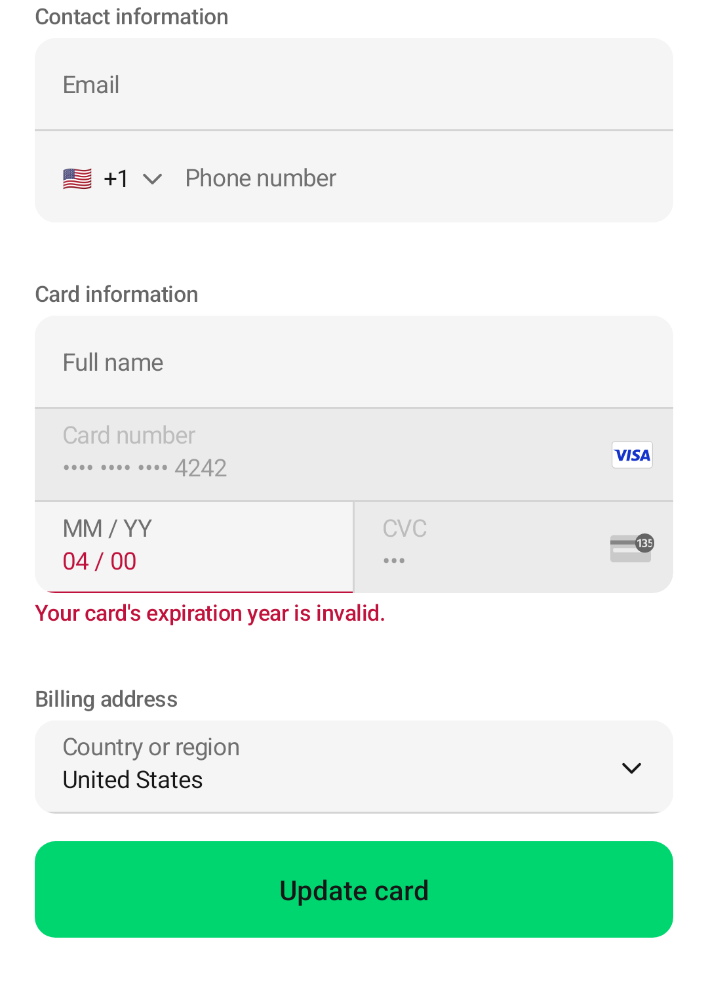 Contact information
Email
+1 Phone number
Card information
Full name
Card number
•••• •••• •••• 4242 VISA
MM / YY
04 / 00
CVC
•••
135
Your card's expiration year is invalid.
Billing address
Country or region
United States
Update card